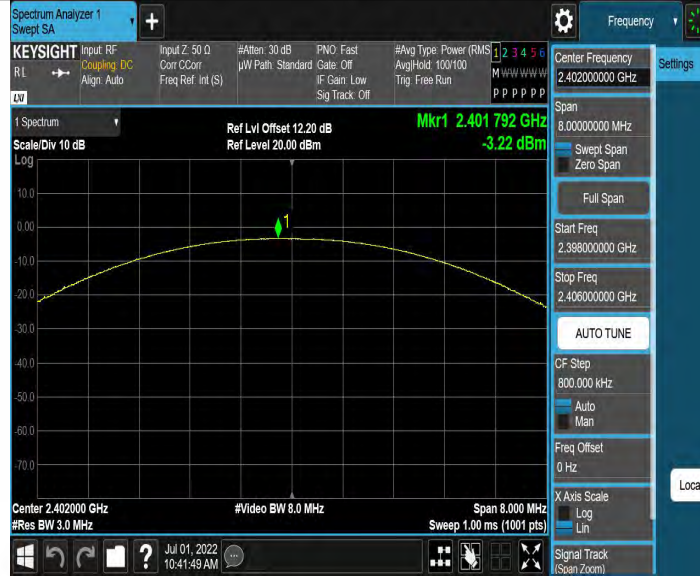 Spectrum Analyzer 1
Swept SA
Frequency
KEYSIGHT
RL
LXI
Input: RF
Coupling: DC
Align: Auto
Input Z: 50 Ω
Corr CCorr
Freq Ref: Int (S)
#Atten: 30 dB
µW Path: Standard
PNO: Fast
Gate: Off
IF Gain: Low
Sig Track: Off
#Avg Type: Power (RMS
Avg|Hold: 100/100
Trig: Free Run
1 2 3 4 5 6
M W W W W W
P P P P P P
1 Spectrum
Scale/Div 10 dB
Log
Ref Lvl Offset 12.20 dB
Ref Level 20.00 dBm
Mkr1 2.401 792 GHz
-3.22 dBm
1
10.0
0.00
-10.0
-20.0
-30.0
-40.0
-50.0
-60.0
-70.0
Center 2.402000 GHz
#Res BW 3.0 MHz
#Video BW 8.0 MHz
Span 8.000 MHz
Sweep 1.00 ms (1001 pts)
?
Jul 01, 2022
10:41:49 AM
Center Frequency
2.402000000 GHz
Settings
Span
8.00000000 MHz
Swept Span
Zero Span
Full Span
Start Freq
2.398000000 GHz
Stop Freq
2.406000000 GHz
AUTO TUNE
CF Step
800.000 kHz
Auto
Man
Freq Offset
0 Hz
X Axis Scale
Log
Lin
Loca
Signal Track
(Span Zoom)